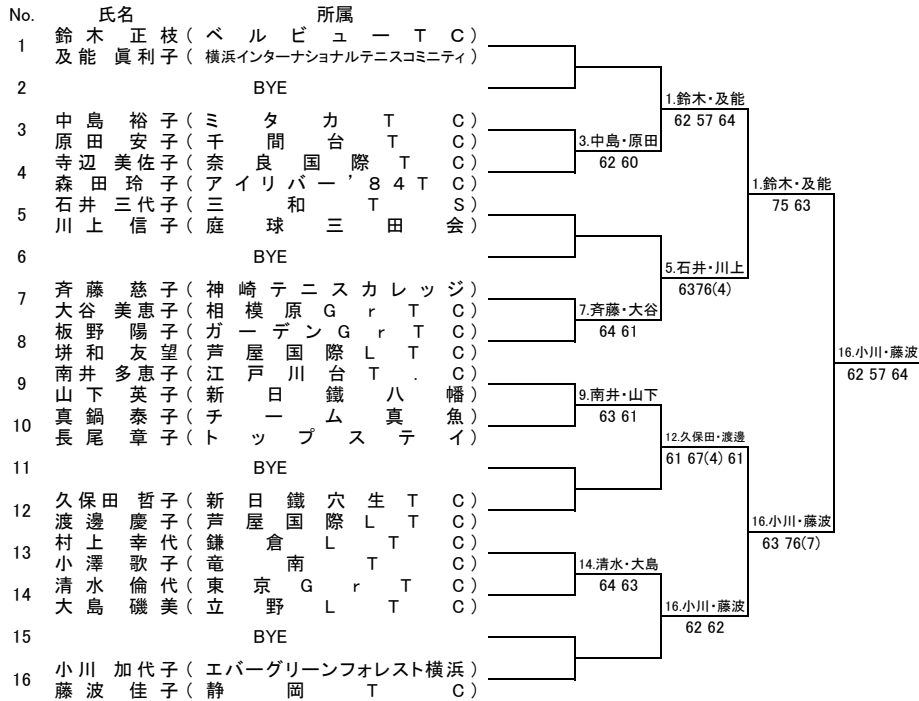 No. 氏名 所属
1 鈴木 正枝 ( ベルビューTC )
及能 眞利子 ( 横浜インターナショナルテニスコミニティ )
2 BYE
3 中島 裕子 ( ミタカTC )
原田 安子 ( 千間台TC )
4 寺辺 美佐子 ( 奈良国際TC )
森田 玲子 ( アイリバー'84TC )
5 石井 三代子 ( 三和TS )
川上 信子 ( 庭球三田会 )
6 BYE
7 斉藤 慈子 ( 神崎テニスカレッジ )
大谷 美恵子 ( 相模原GrTC )
8 板野 陽子 ( ガーデンGrTC )
垪和 友望 ( 芦屋国際LTC )
9 南井 多恵子 ( 江戸川台T.C )
山下 英子 ( 新日鐵八幡 )
10 真鍋 泰子 ( チーム真魚 )
長尾 章子 ( トップステイ )
11 BYE
12 久保田 哲子 ( 新日鐵穴生TC )
渡邊 慶子 ( 芦屋国際LTC )
13 村上 幸代 ( 鎌倉LTC )
小澤 歌子 ( 竜南TC )
14 清水 倫代 ( 東京GrTC )
大島 磯美 ( 立野LTC )
15 BYE
16 小川 加代子 ( エバーグリーンフォレスト横浜 )
藤波 佳子 ( 静岡TC )
3.中島・原田
62 60
7.斉藤・大谷
64 61
9.南井・山下
63 61
14.清水・大島
64 63
1.鈴木・及能
62 57 64
5.石井・川上
6376(4)
12.久保田・渡邊
61 67(4) 61
16.小川・藤波
62 62
1.鈴木・及能
75 63
16.小川・藤波
63 76(7)
16.小川・藤波
62 57 64